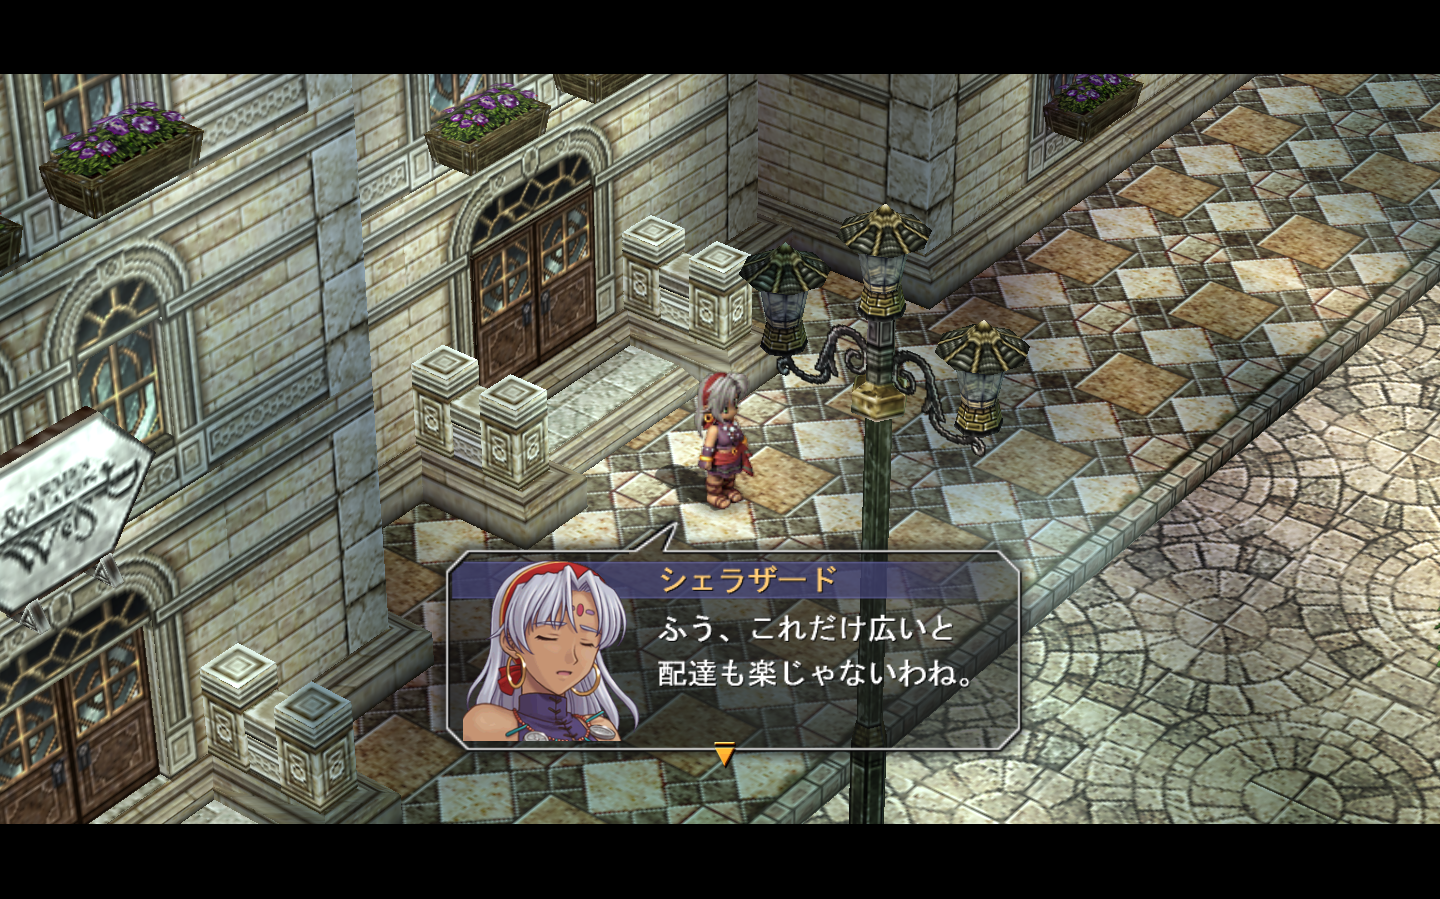 シェラザード
ふう、これだけ広いと
配達も楽じゃないわね。